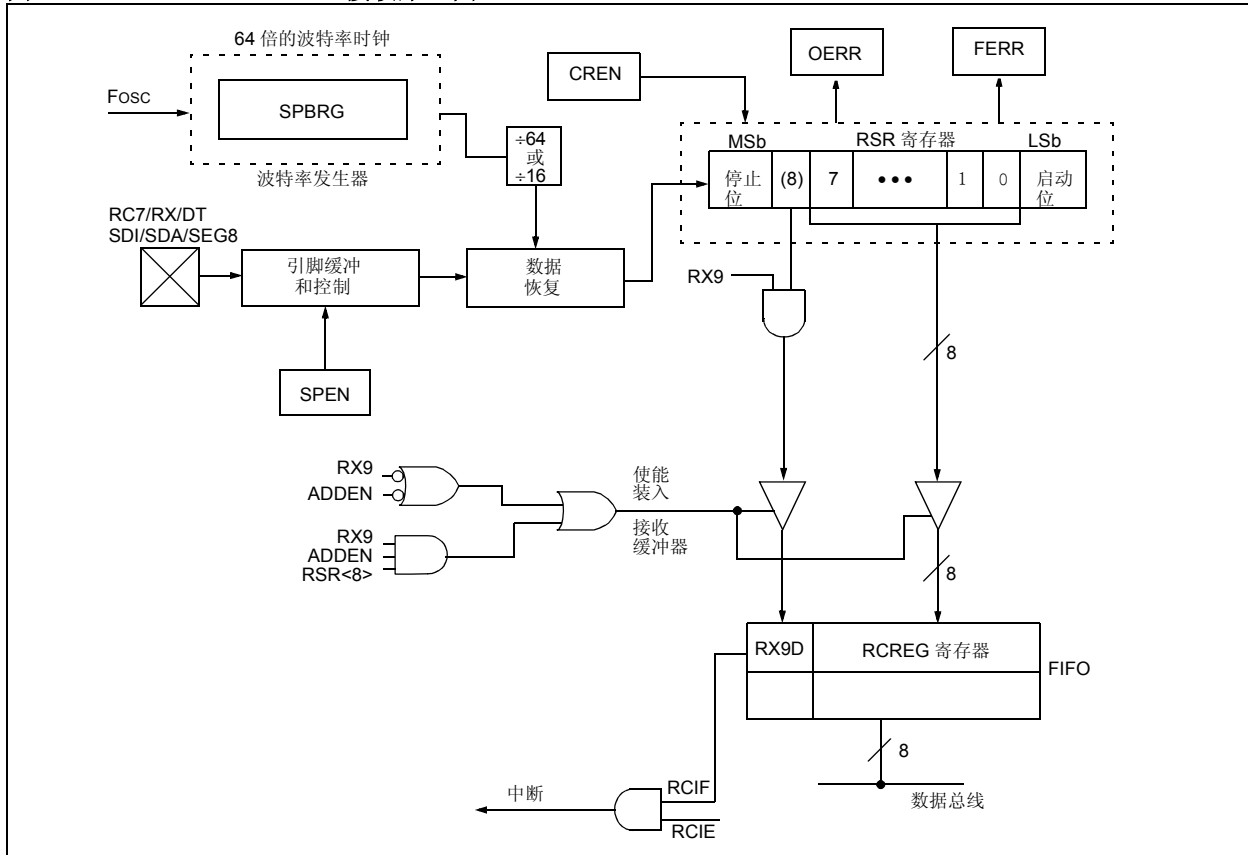 64 倍的波特率时钟
FOSC
SPBRG
波特率发生器
÷64
或
÷16
CREN
OERR
FERR
MSb
RSR 寄存器
LSb
停止
位
(8)
7
•••
1
0
启动
位
RC7/RX/DT
SDI/SDA/SEG8
引脚缓冲
和控制
数据
恢复
SPEN
RX9
8
RX9
ADDEN
RX9
ADDEN
RSR<8>
使能
装入
接收
缓冲器
8
RX9D
RCREG 寄存器
FIFO
8
数据总线
中断
RCIF
RCIE